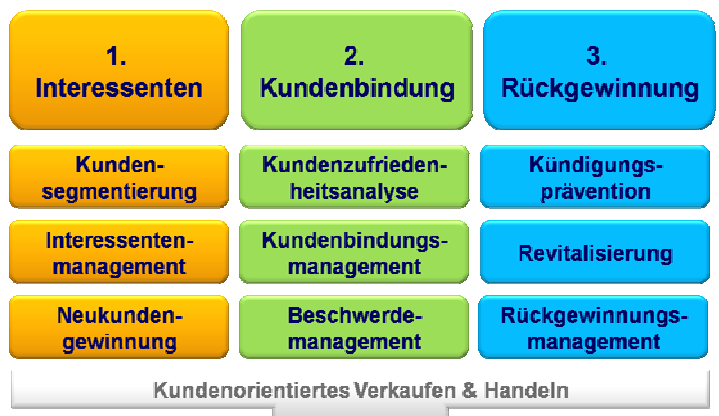 1.
Interessenten
2.
Kundenbindung
3.
Rückgewinnung
Kunden-
segmentierung
Kundenzufrieden-
heitsanalyse
Kündigungs-
prävention
Interessenten-
management
Kundenbindungs-
management
Revitalisierung
Neukunden-
gewinnung
Beschwerde-
management
Rückgewinnungs-
management
Kundenorientiertes Verkaufen & Handeln